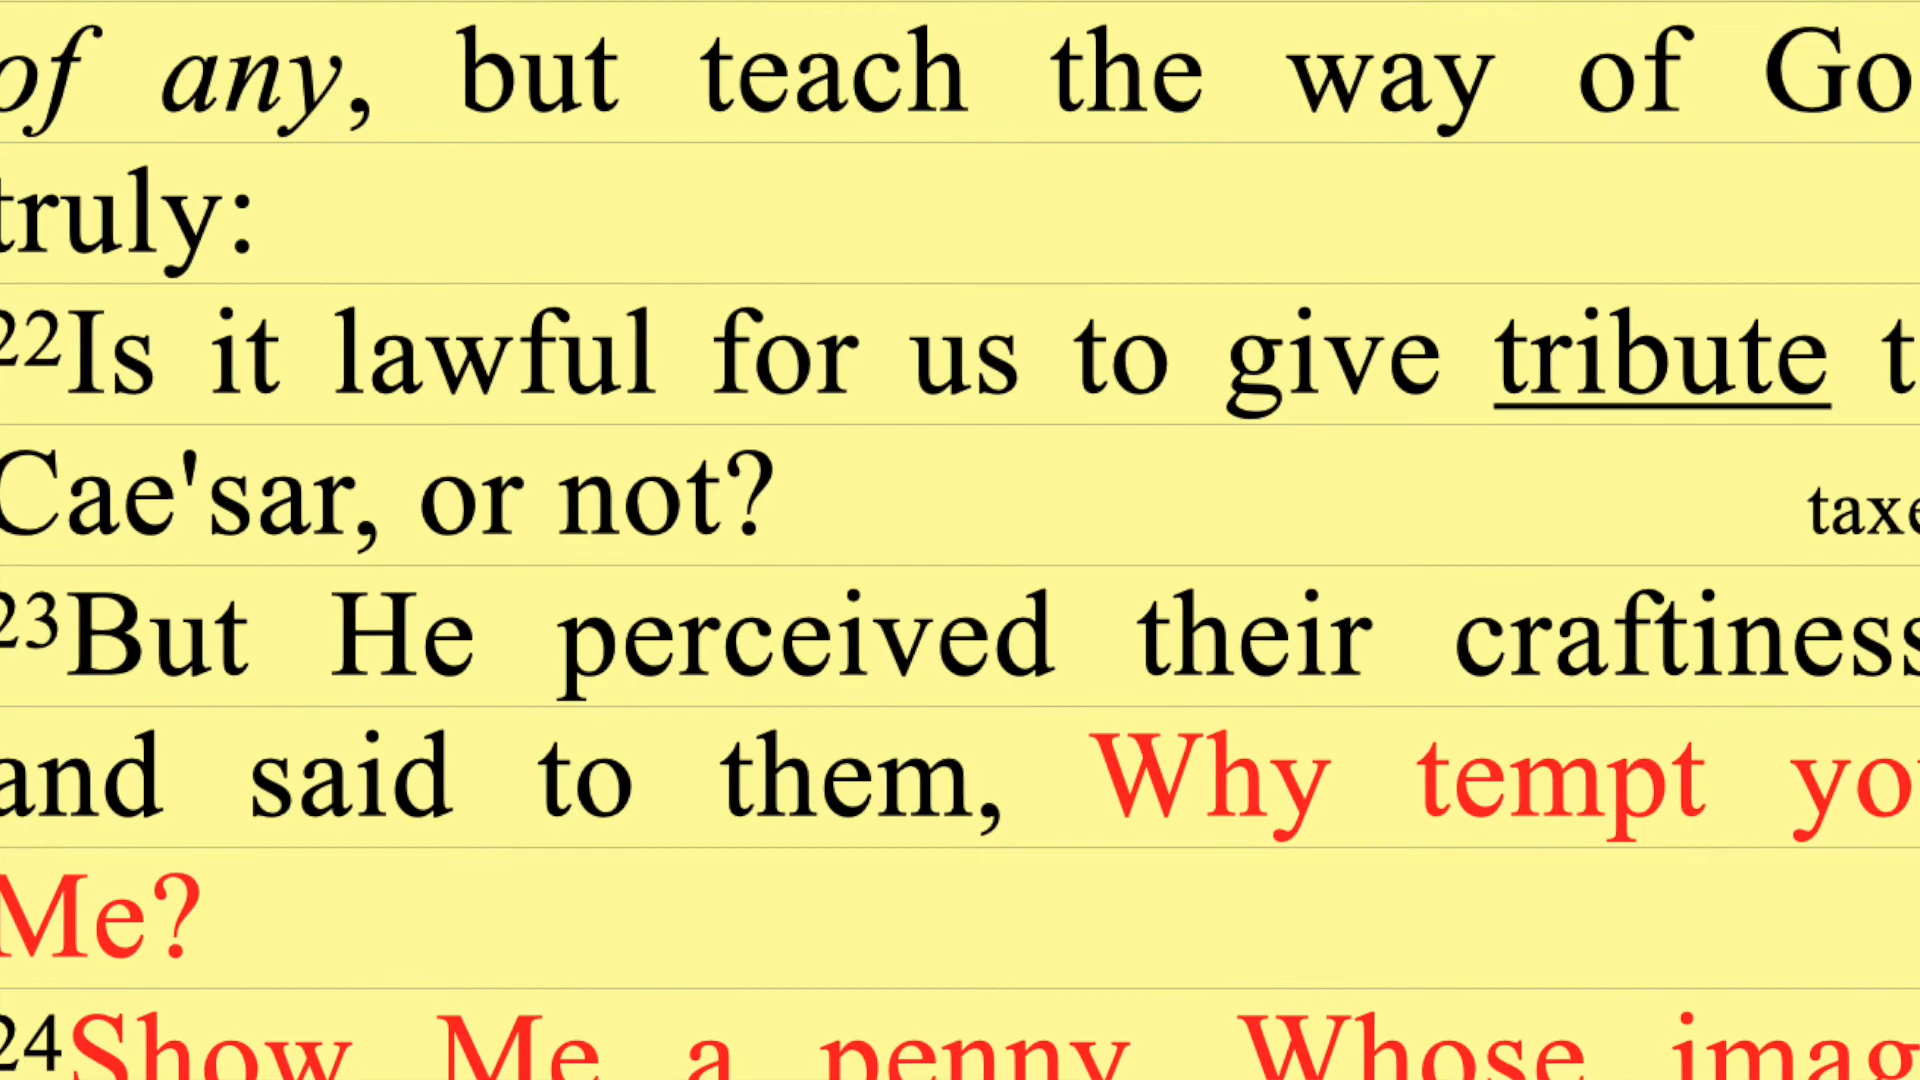 of any, but teach the way of Go
truly:
22Is it lawful for us to give tribute t
Cae'sar, or not? taxe
23But He perceived their craftiness
and said to them, Why tempt yo
Me?
24Show Me a penny Whose imag